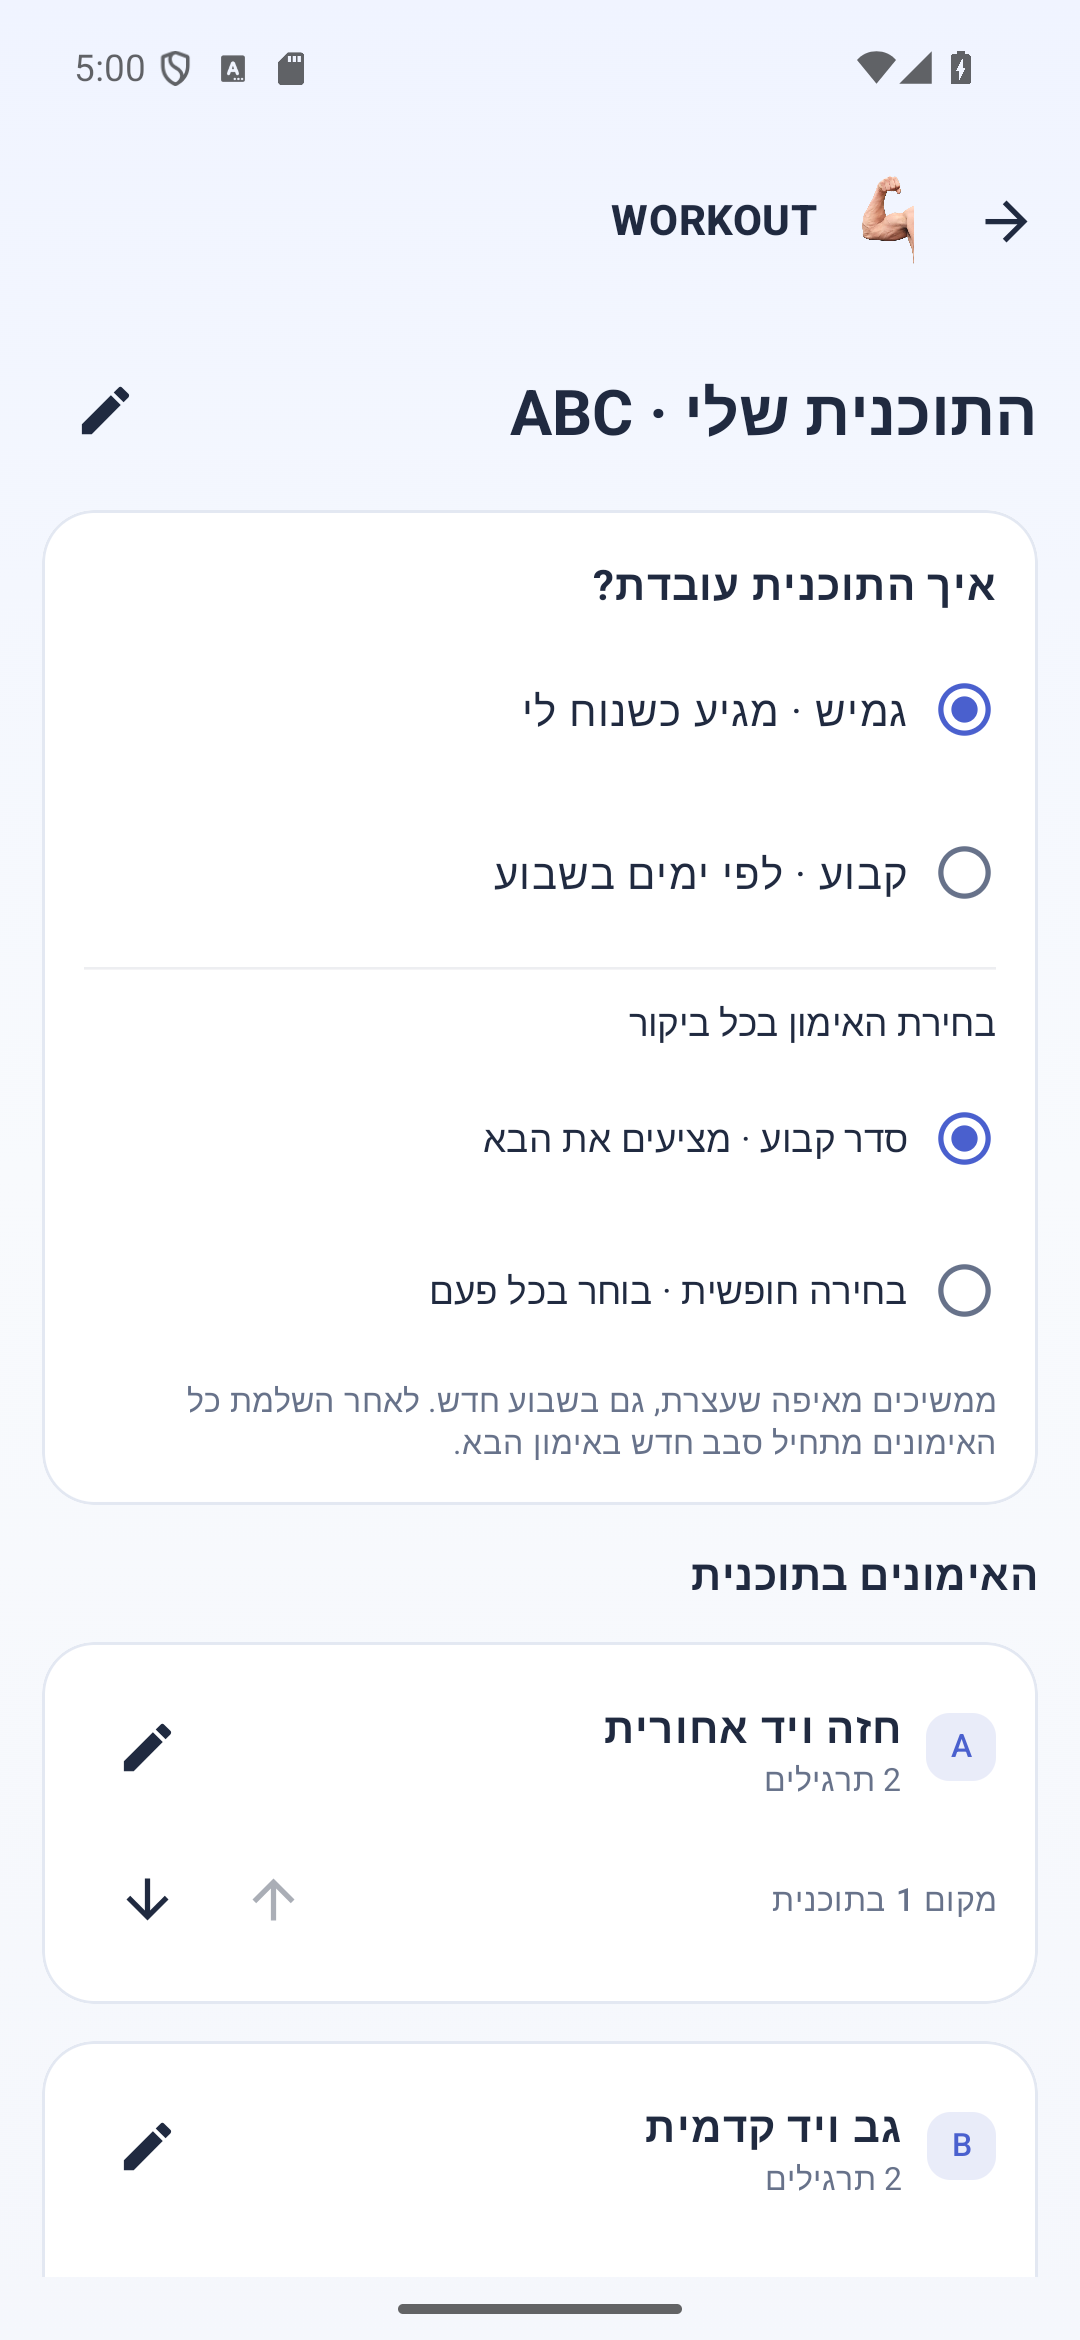 5:00
WORKOUT
התוכנית שלי · ABC
איך התוכנית עובדת?
גמיש · מגיע כשנוח לי
קבוע · לפי ימים בשבוע
בחירת האימון בכל ביקור
סדר קבוע · מציעים את הבא
בחירה חופשית · בוחר בכל פעם
ממשיכים מאיפה שעצרת, גם בשבוע חדש. לאחר השלמת כל
האימונים מתחיל סבב חדש באימון הבא.
האימונים בתוכנית
A
חזה ויד אחורית
2 תרגילים
מקום 1 בתוכנית
B
גב ויד קדמית
2 תרגילים